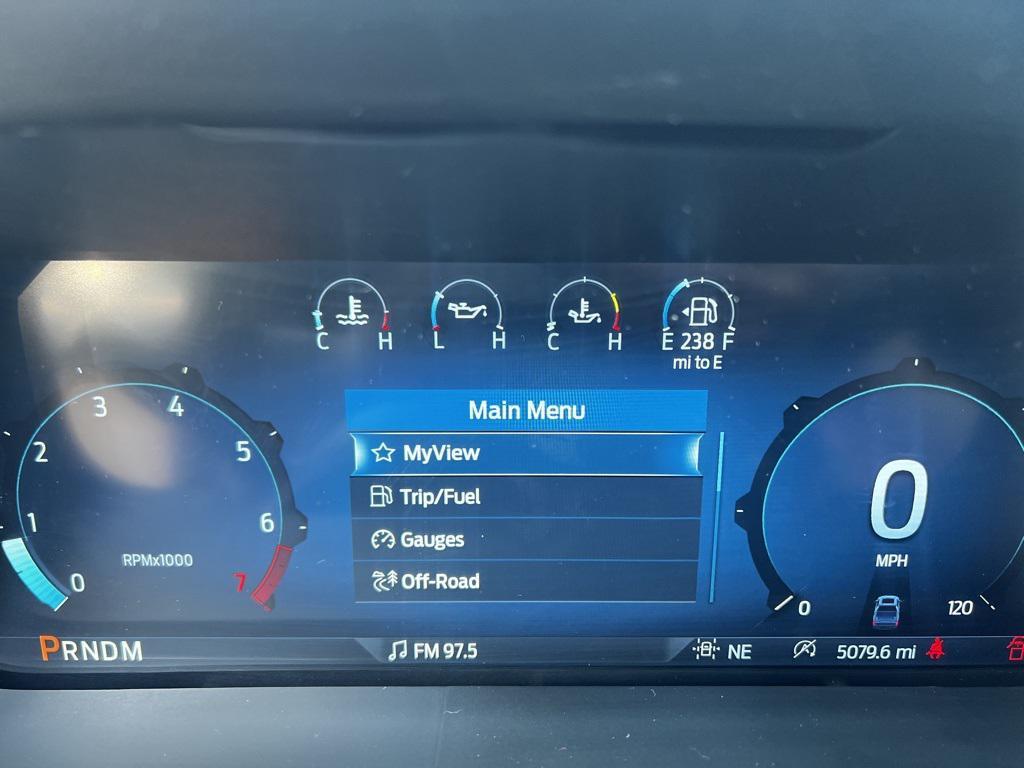 C H
L H
C H
E 238 F
mi to E
Main Menu
MyView
Trip/Fuel
Gauges
Off-Road
0
1
2
3
4
5
6
7
RPMx1000
0
MPH
0
120
PRNDM
FM 97.5
NE
5079.6 mi